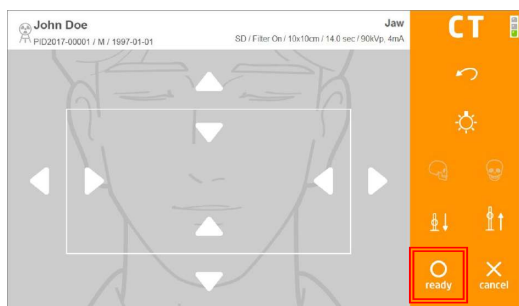 John Doe
PID2017-00001 / M / 1997-01-01
Jaw
SD / Filter On / 10x10cm / 14.0 sec / 90kVp, 4mA
CT
ready
cancel